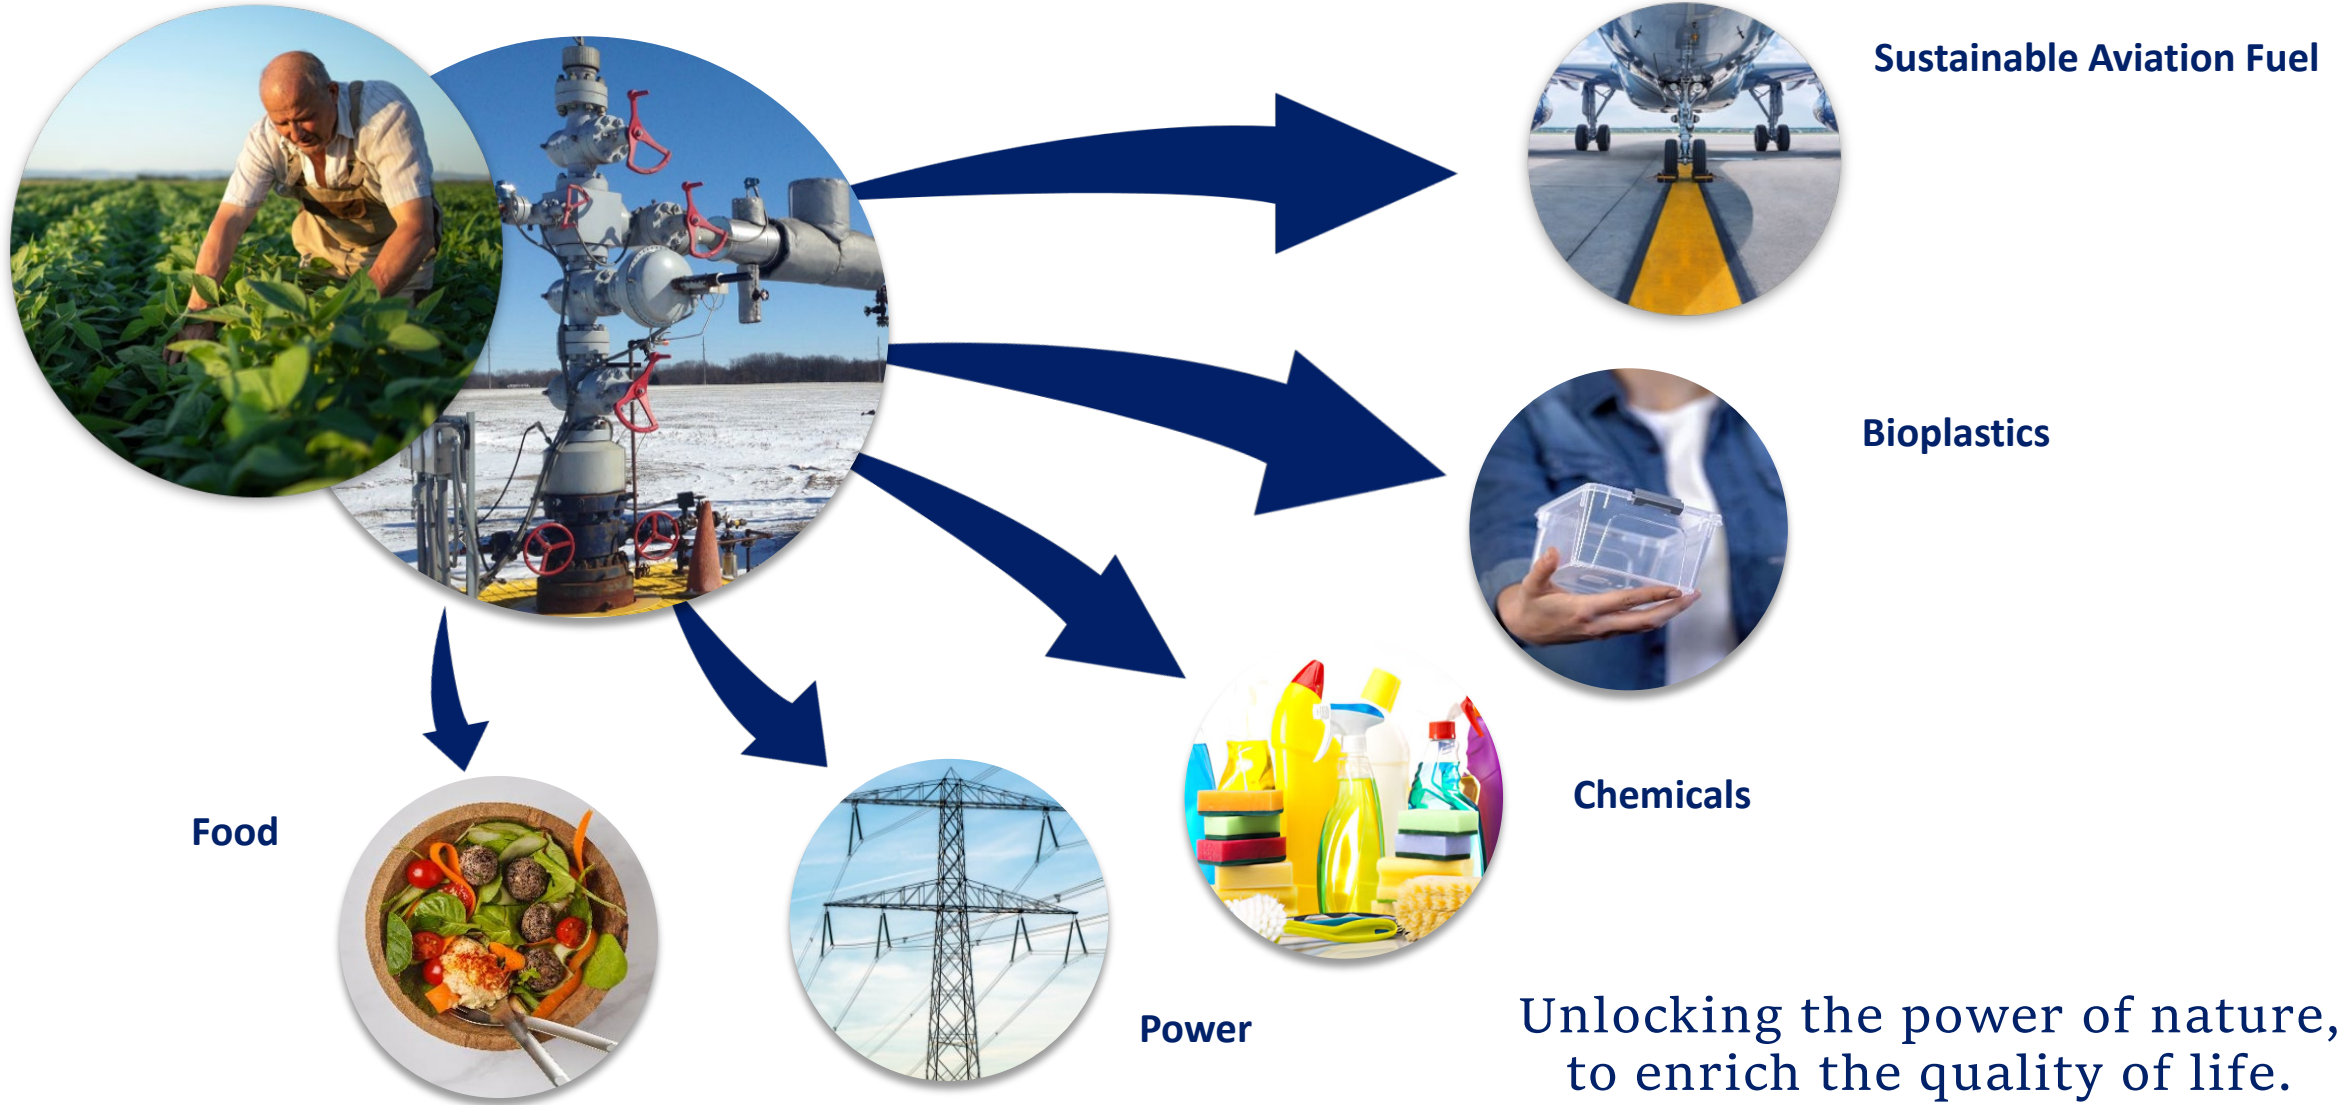 Sustainable Aviation Fuel
Bioplastics
Chemicals
Food
Power
Unlocking the power of nature,
to enrich the quality of life.